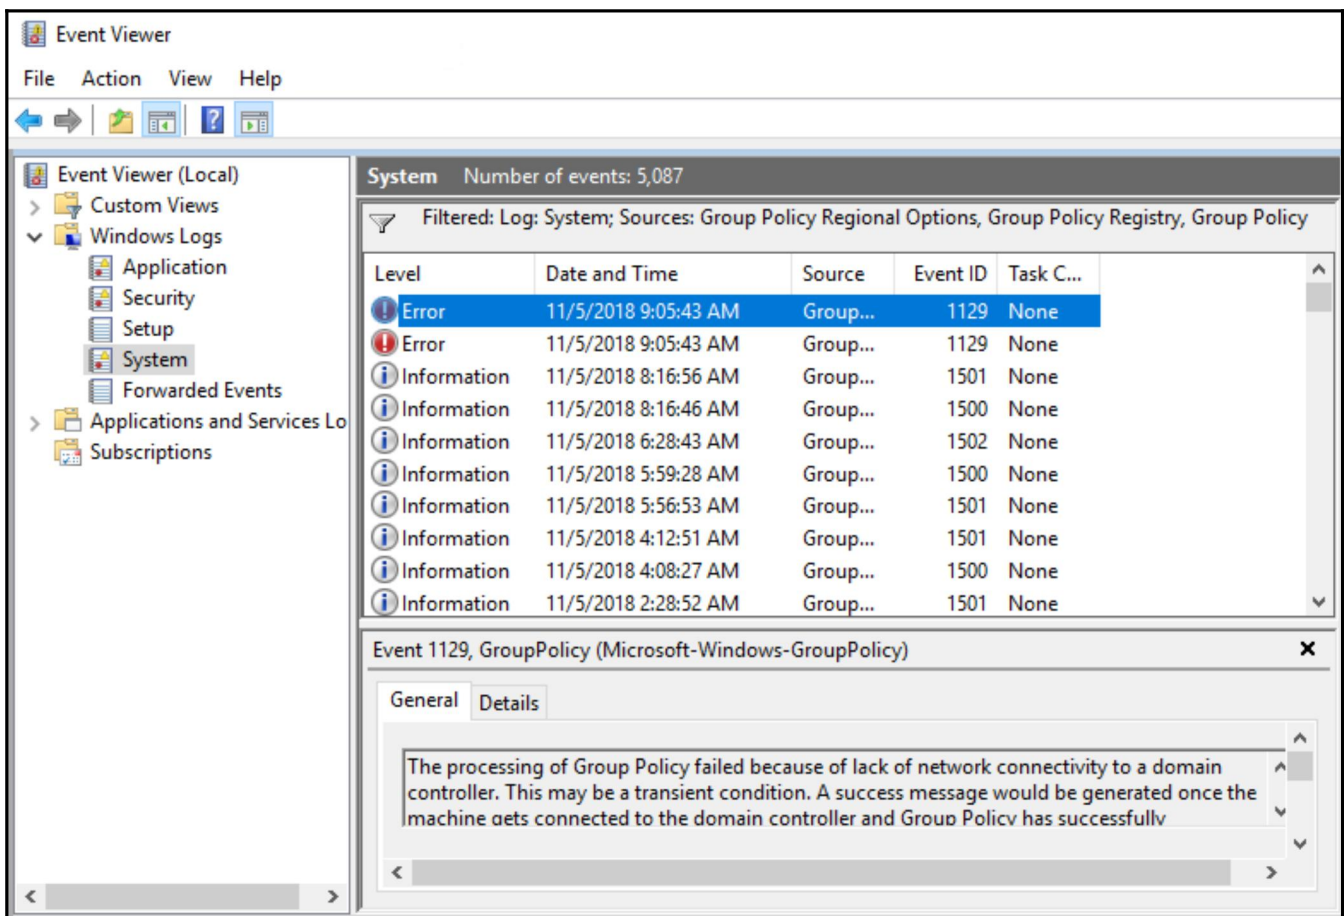 Event Viewer
File Action View Help
Event Viewer (Local)
Custom Views
Windows Logs
Application
Security
Setup
System
Forwarded Events
Applications and Services Lo
Subscriptions
System Number of events: 5,087
Filtered: Log: System; Sources: Group Policy Regional Options, Group Policy Registry, Group Policy
Level Date and Time Source Event ID Task C...
Error 11/5/2018 9:05:43 AM Group... 1129 None
Error 11/5/2018 9:05:43 AM Group... 1129 None
Information 11/5/2018 8:16:56 AM Group... 1501 None
Information 11/5/2018 8:16:46 AM Group... 1500 None
Information 11/5/2018 6:28:43 AM Group... 1502 None
Information 11/5/2018 5:59:28 AM Group... 1500 None
Information 11/5/2018 5:56:53 AM Group... 1501 None
Information 11/5/2018 4:12:51 AM Group... 1501 None
Information 11/5/2018 4:08:27 AM Group... 1500 None
Information 11/5/2018 2:28:52 AM Group... 1501 None
Event 1129, GroupPolicy (Microsoft-Windows-GroupPolicy)
General Details
The processing of Group Policy failed because of lack of network connectivity to a domain
controller. This may be a transient condition. A success message would be generated once the
machine gets connected to the domain controller and Group Policy has successfully